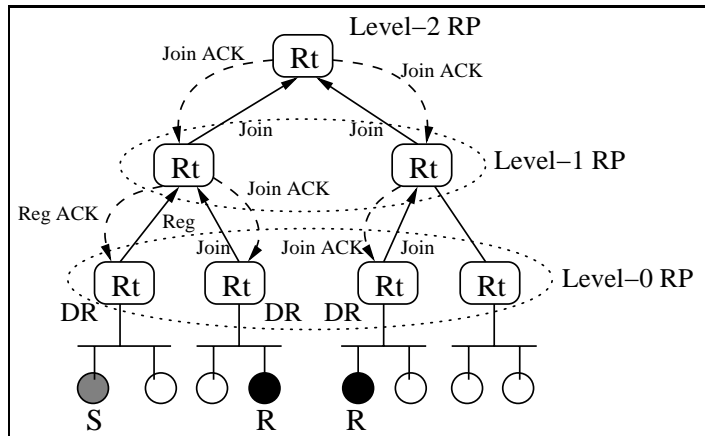 Level−2 RP
Rt
Join ACK
Join ACK
Join
Join
Rt
Rt
Level−1 RP
Join ACK
Reg ACK
Reg
Join
Join ACK
Join
Rt
Rt
Rt
Rt
Level−0 RP
DR
DR
DR
S
R
R